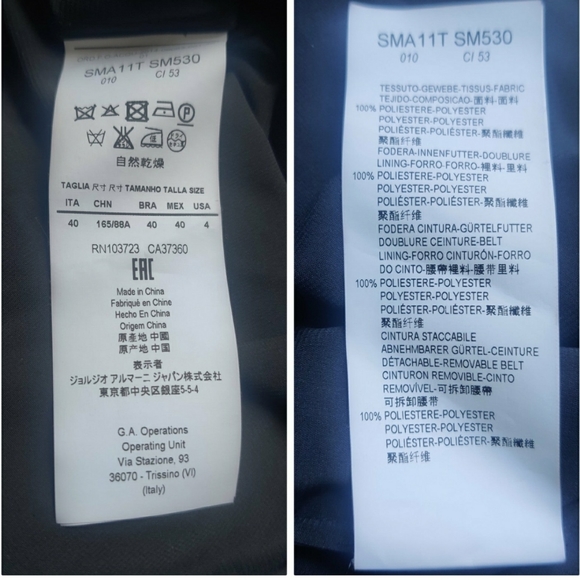 SMA11T SM530
010 CI 53
自然乾燥
TAGLIA 尺寸 尺寸 TAMANHO TALLA SIZE
ITA CHN BRA MEX USA
40 165/88A 40 40 4
RN103723 CA37360
EAC
Made in China
Fabriqué en Chine
Hecho En China
Origem China
原產地 中國
原产地 中国
表示者
ジョルジオ アルマーニ ジャパン株式会社
東京都中央区銀座5-5-4
G.A. Operations
Operating Unit
Via Stazione, 93
36070 - Trissino (VI)
(Italy)
SMA11T SM530
010 CI 53
TESSUTO-GEWEBE-TISSUS-FABRIC
TEJIDO-COMPOSICAO-面料-面料
100% POLIESTERE-POLYESTER
POLYESTER-POLYESTER
POLIÉSTER-POLIÉSTER-聚酯纖維
聚酯纤维
FODERA-INNENFUTTER-DOUBLURE
LINING-FORRO-FORRO-裡料-里料
100% POLIESTERE-POLYESTER
POLYESTER-POLYESTER
POLIÉSTER-POLIÉSTER-聚酯纖維
聚酯纤维
FODERA CINTURA-GÜRTELFUTTER
DOUBLURE CEINTURE-BELT
LINING-FORRO CINTURÓN-FORRO
DO CINTO-腰帶裡料-腰带里料
100% POLIESTERE-POLYESTER
POLYESTER-POLYESTER
POLIÉSTER-POLIÉSTER-聚酯纖維
聚酯纤维
CINTURA STACCABILE
ABNEHMBARER GÜRTEL-CEINTURE
DÉTACHABLE-REMOVABLE BELT
CINTURON REMOVIBLE-CINTO
REMOVÍVEL-可拆卸腰帶
可拆卸腰带
100% POLIESTERE-POLYESTER
POLYESTER-POLYESTER
POLIÉSTER-POLIÉSTER-聚酯纖維
聚酯纤维